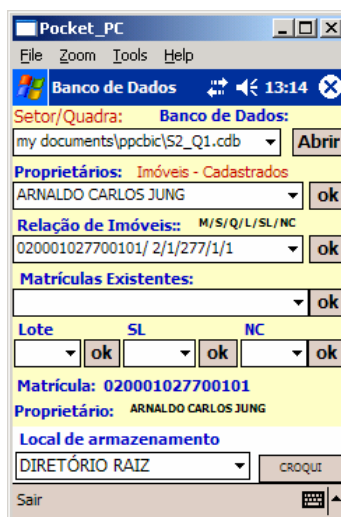 Pocket_PC
File Zoom Tools Help
Banco de Dados 13:14
Setor/Quadra: Banco de Dados:
my documents\ppcbic\S2_Q1.cdb Abrir
Proprietários: Imóveis - Cadastrados
ARNALDO CARLOS JUNG ok
Relação de Imóveis:: M/S/Q/L/SL/NC
020001027700101/ 2/1/277/1/1 ok
Matrículas Existentes:
ok
Lote SL NC
ok ok ok
Matrícula: 020001027700101
Proprietário: ARNALDO CARLOS JUNG
Local de armazenamento
DIRETÓRIO RAIZ CROQUI
Sair